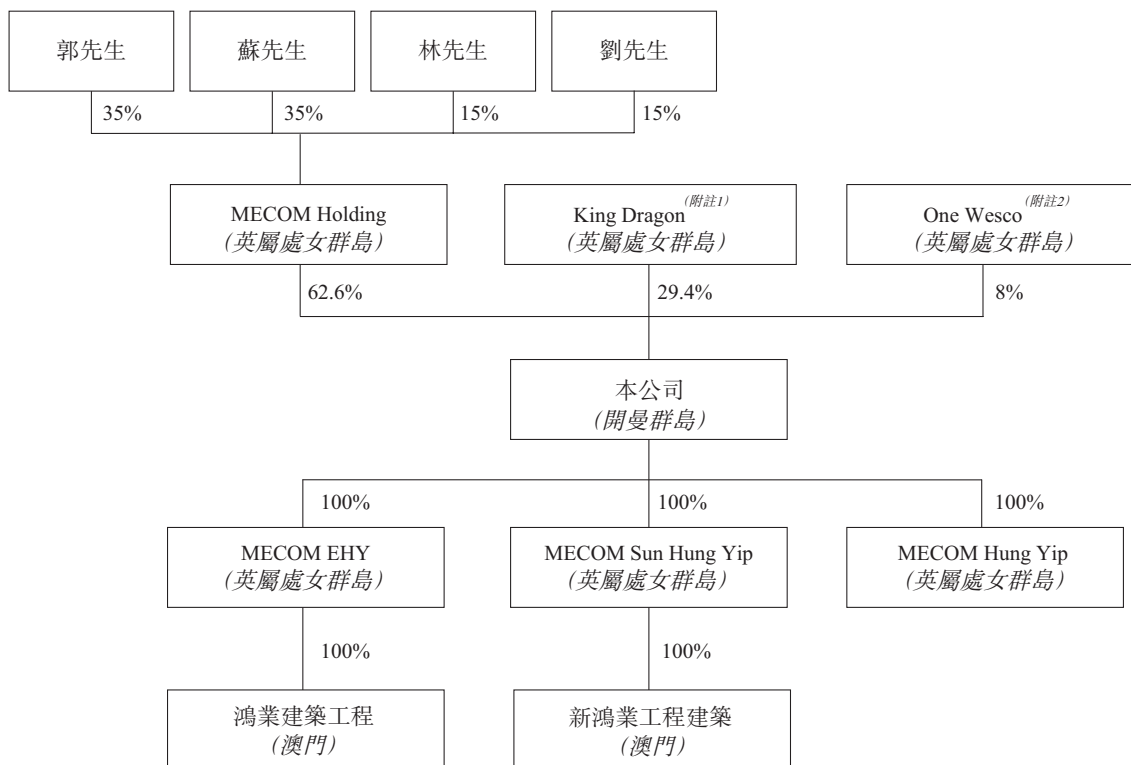 郭先生
蘇先生
林先生
劉先生
35%
35%
15%
15%
MECOM Holding
(英屬處女群島)
King Dragon(附註1)
(英屬處女群島)
One Wesco(附註2)
(英屬處女群島)
62.6%
29.4%
8%
本公司
(開曼群島)
100%
100%
100%
MECOM EHY
(英屬處女群島)
MECOM Sun Hung Yip
(英屬處女群島)
MECOM Hung Yip
(英屬處女群島)
100%
100%
鴻業建築工程
(澳門)
新鴻業工程建築
(澳門)